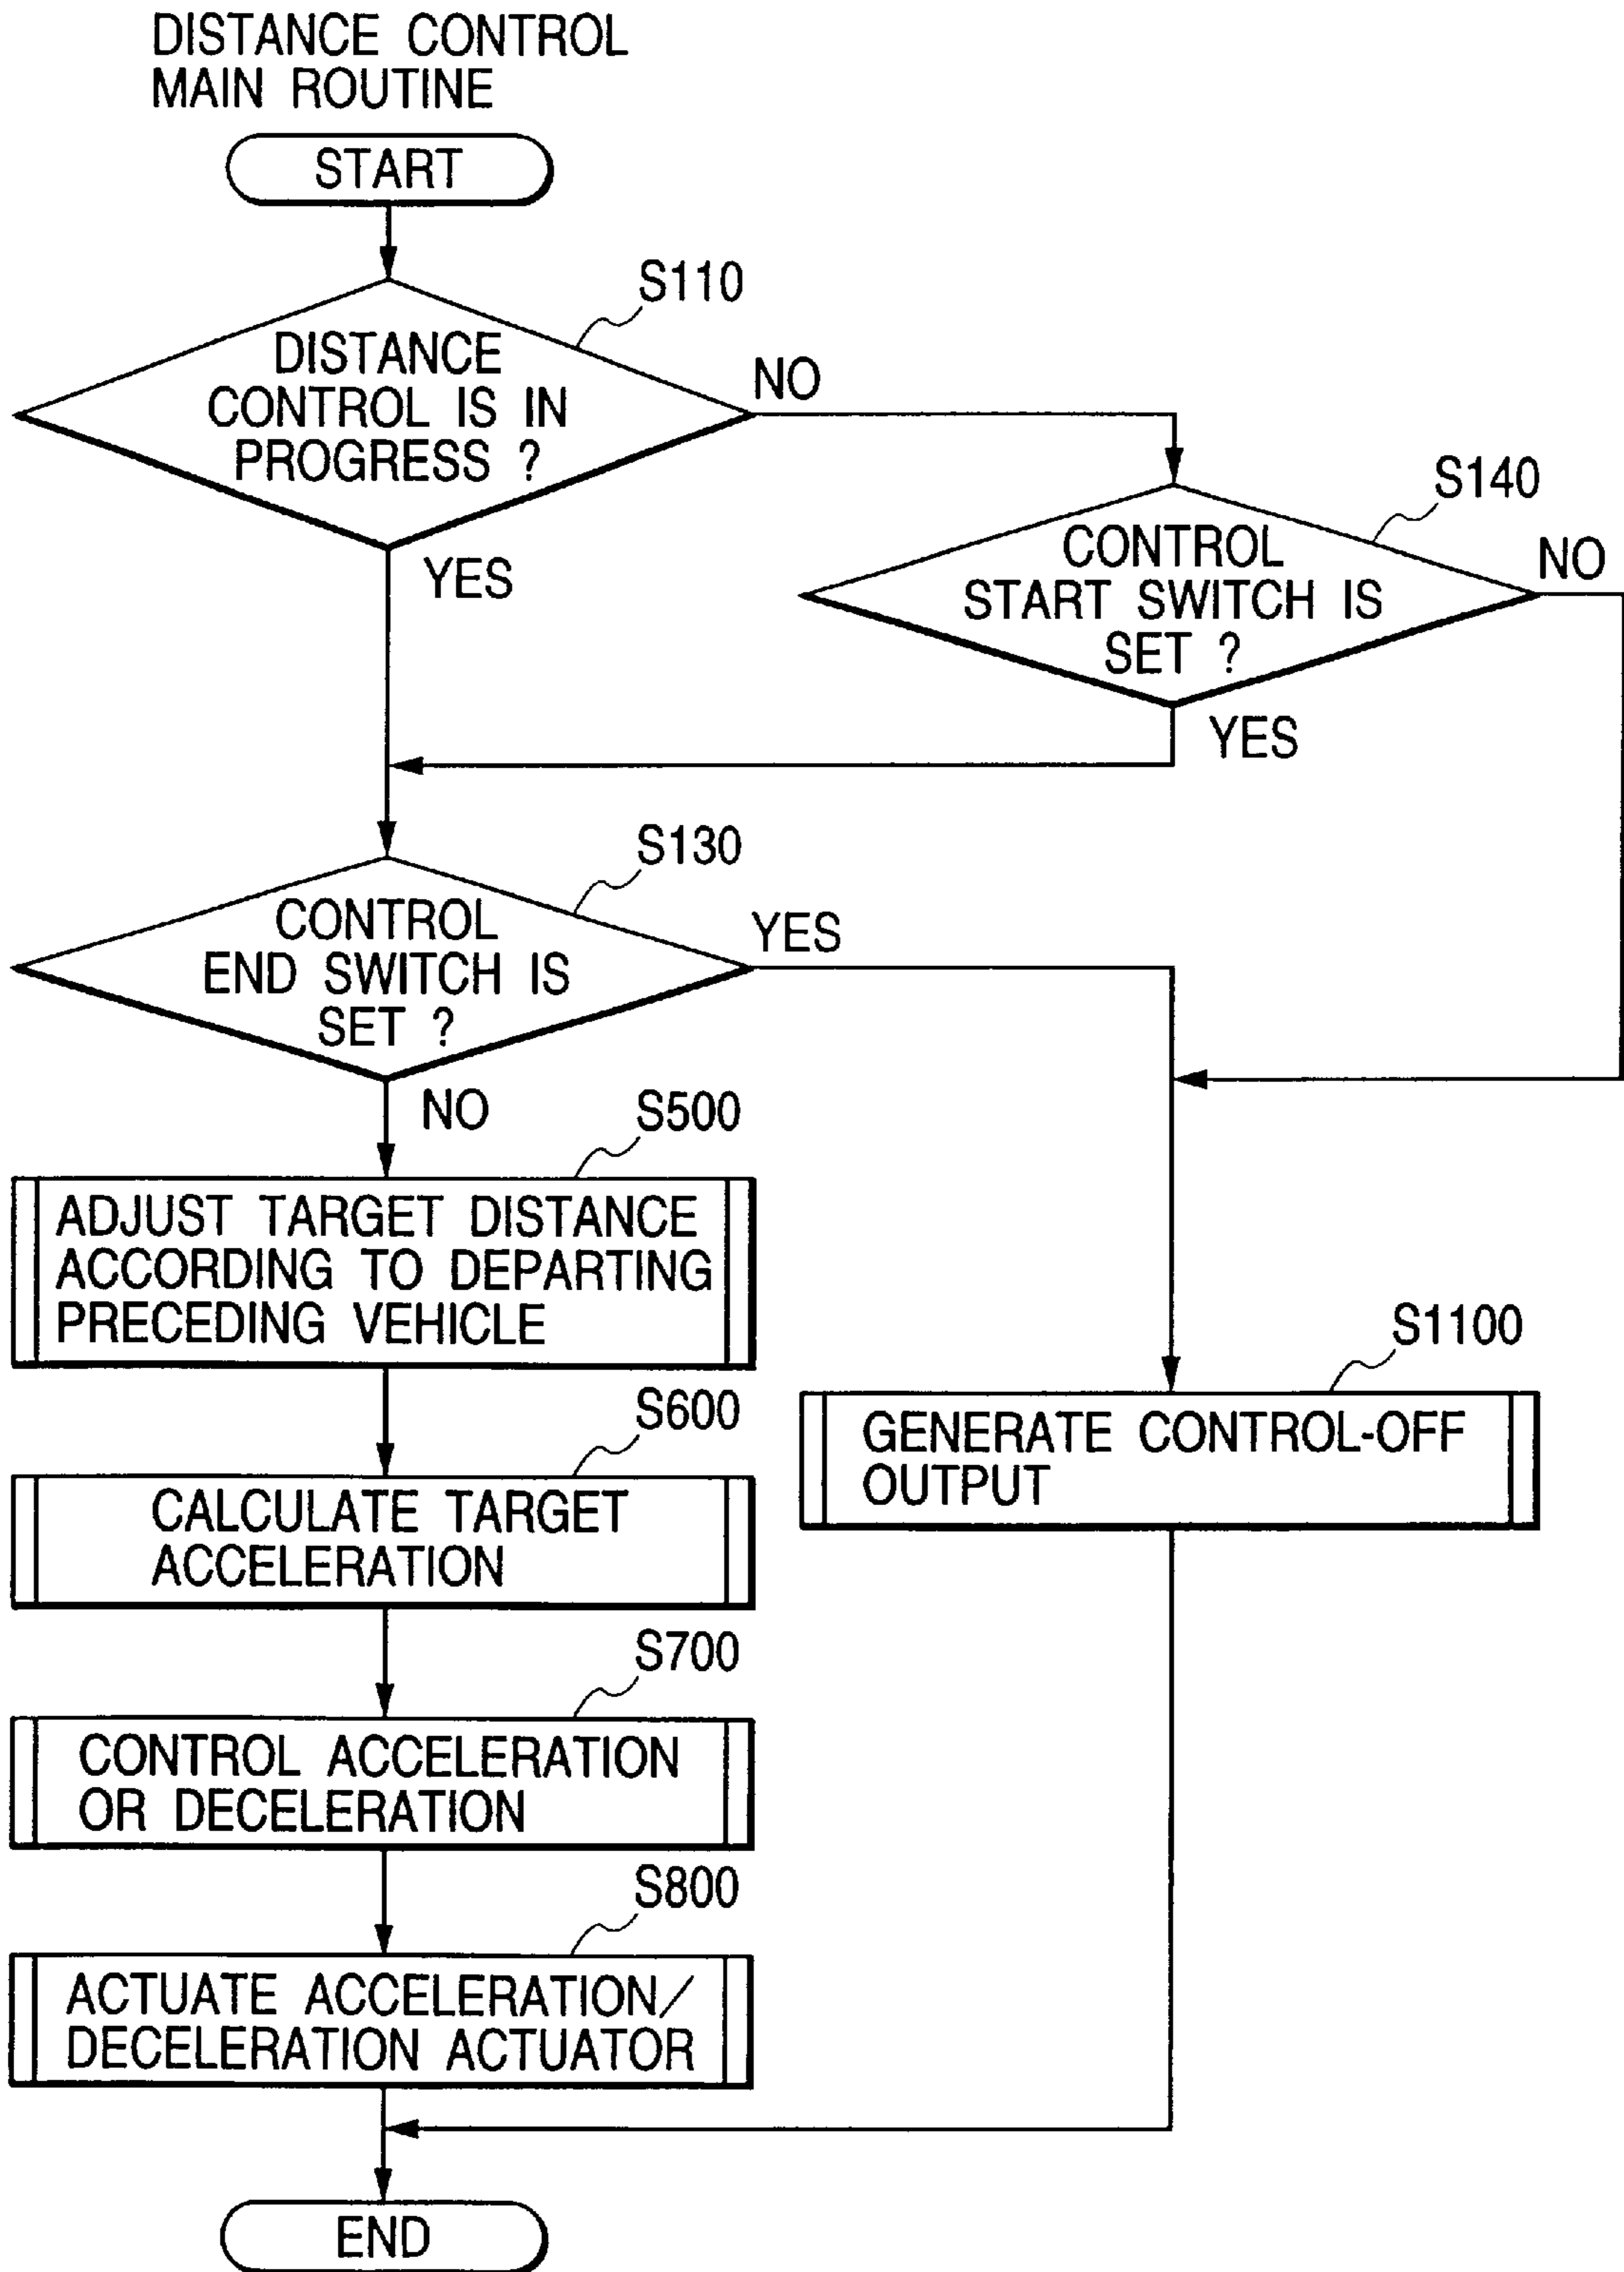 DISTANCE CONTROL
MAIN ROUTINE
START
S110
DISTANCE
CONTROL IS IN
PROGRESS ?
NO
YES
S140
CONTROL
START SWITCH IS
SET ?
NO
YES
S130
CONTROL
END SWITCH IS
SET ?
YES
NO
S500
ADJUST TARGET DISTANCE
ACCORDING TO DEPARTING
PRECEDING VEHICLE
S600
CALCULATE TARGET
ACCELERATION
S700
CONTROL ACCELERATION
OR DECELERATION
S800
ACTUATE ACCELERATION/
DECELERATION ACTUATOR
S1100
GENERATE CONTROL-OFF
OUTPUT
END